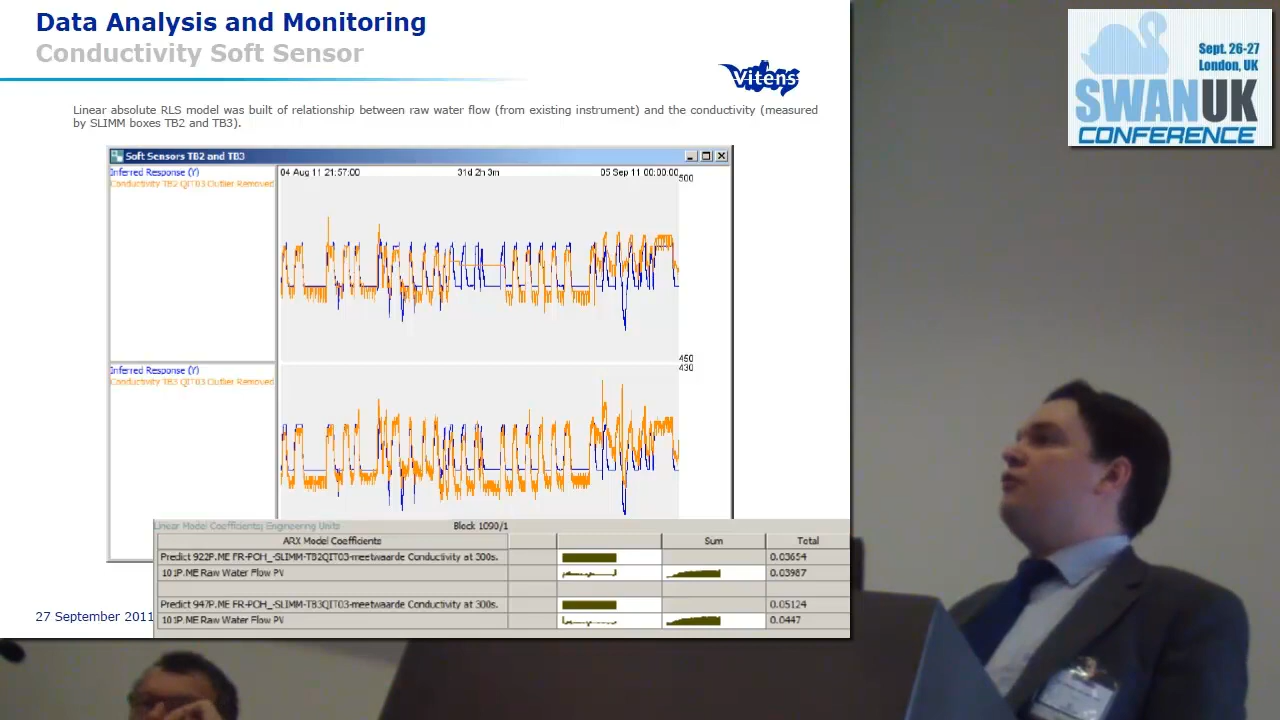 Data Analysis and Monitoring
Conductivity Soft Sensor
Vitens
Linear absolute RLS model was built of relationship between raw water flow (from existing instrument) and the conductivity (measured
by SLIMM boxes TB2 and TB3).
Soft Sensors TB2 and TB3
Inferred Response (Y)
Conductivity TB2 QIT03 Outlier Removed
04 Aug 11 21:57:00 31d 2h 3m 05 Sep 11 00:00:00
500
450
Inferred Response (Y)
Conductivity TB3 QIT03 Outlier Removed
430
Linear Model Coefficients; Engineering Units Block 1090/1
ARX Model Coefficients Sum Total
Predict 922P.ME FR-POH_-SLIMM-TB2QIT03-meetwaarde Conductivity at 300s. 0.03654
101P.ME Raw Water Flow PV 0.03987
Predict 947P.ME FR-POH_-SLIMM-TB3QIT03-meetwaarde Conductivity at 300s. 0.05124
101P.ME Raw Water Flow PV 0.0447
27 September 2011
Sept. 26-27
London, UK
SWANUK
CONFERENCE